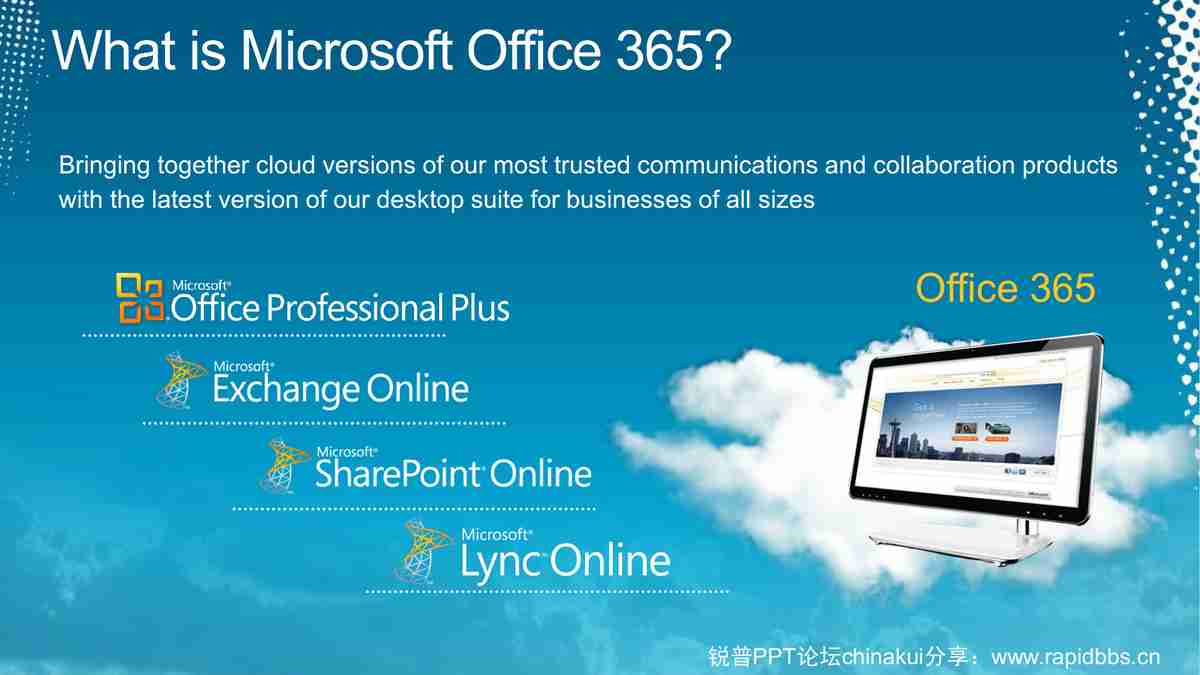 What is Microsoft Office 365?
Bringing together cloud versions of our most trusted communications and collaboration products
with the latest version of our desktop suite for businesses of all sizes
Microsoft®
Office Professional Plus
Microsoft®
Exchange Online
Microsoft®
SharePoint® Online
Microsoft®
Lync™ Online
Office 365
锐普PPT论坛chinakui分享：www.rapidbbs.cn